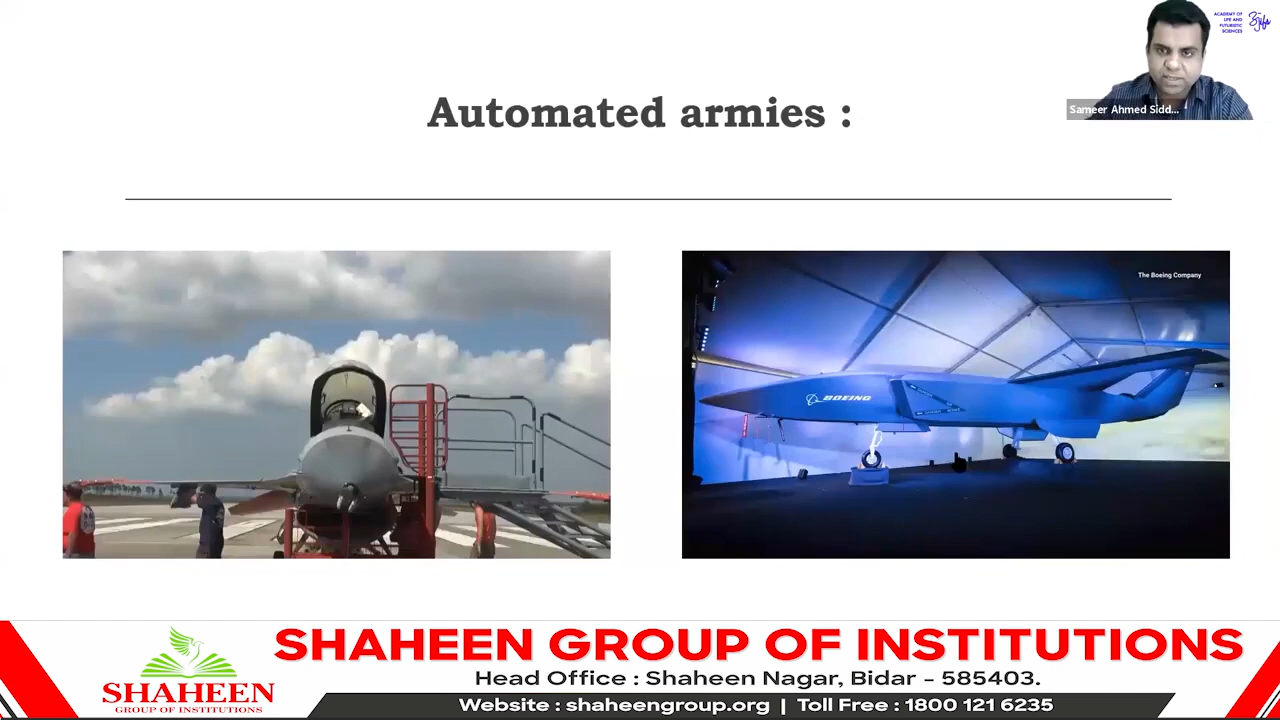 ACADEMY OF
LIFE AND
FUTURISTIC
SCIENCES
Sameer Ahmed Sidd...
Automated armies :
The Boeing Company
BOEING
SHAHEEN
GROUP OF INSTITUTIONS
SHAHEEN GROUP OF INSTITUTIONS
Head Office : Shaheen Nagar, Bidar - 585403.
Website : shaheengroup.org | Toll Free : 1800 121 6235